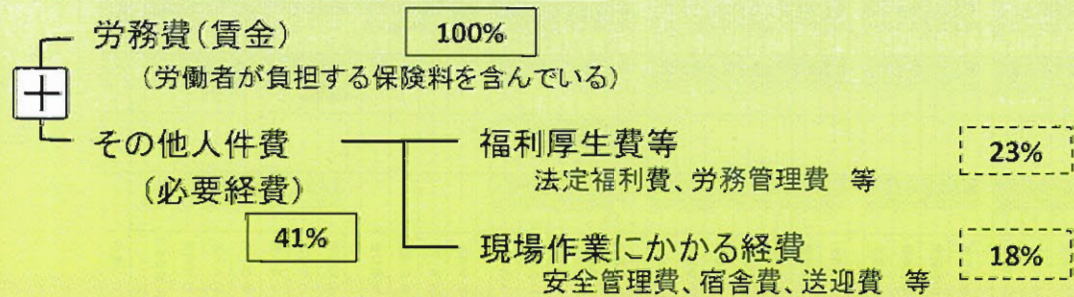 労務費(賃金) 100%
(労働者が負担する保険料を含んでいる)
+
その他人件費
(必要経費)
41%
福利厚生費等 23%
法定福利費、労務管理費 等
現場作業にかかる経費 18%
安全管理費、宿舎費、送迎費 等